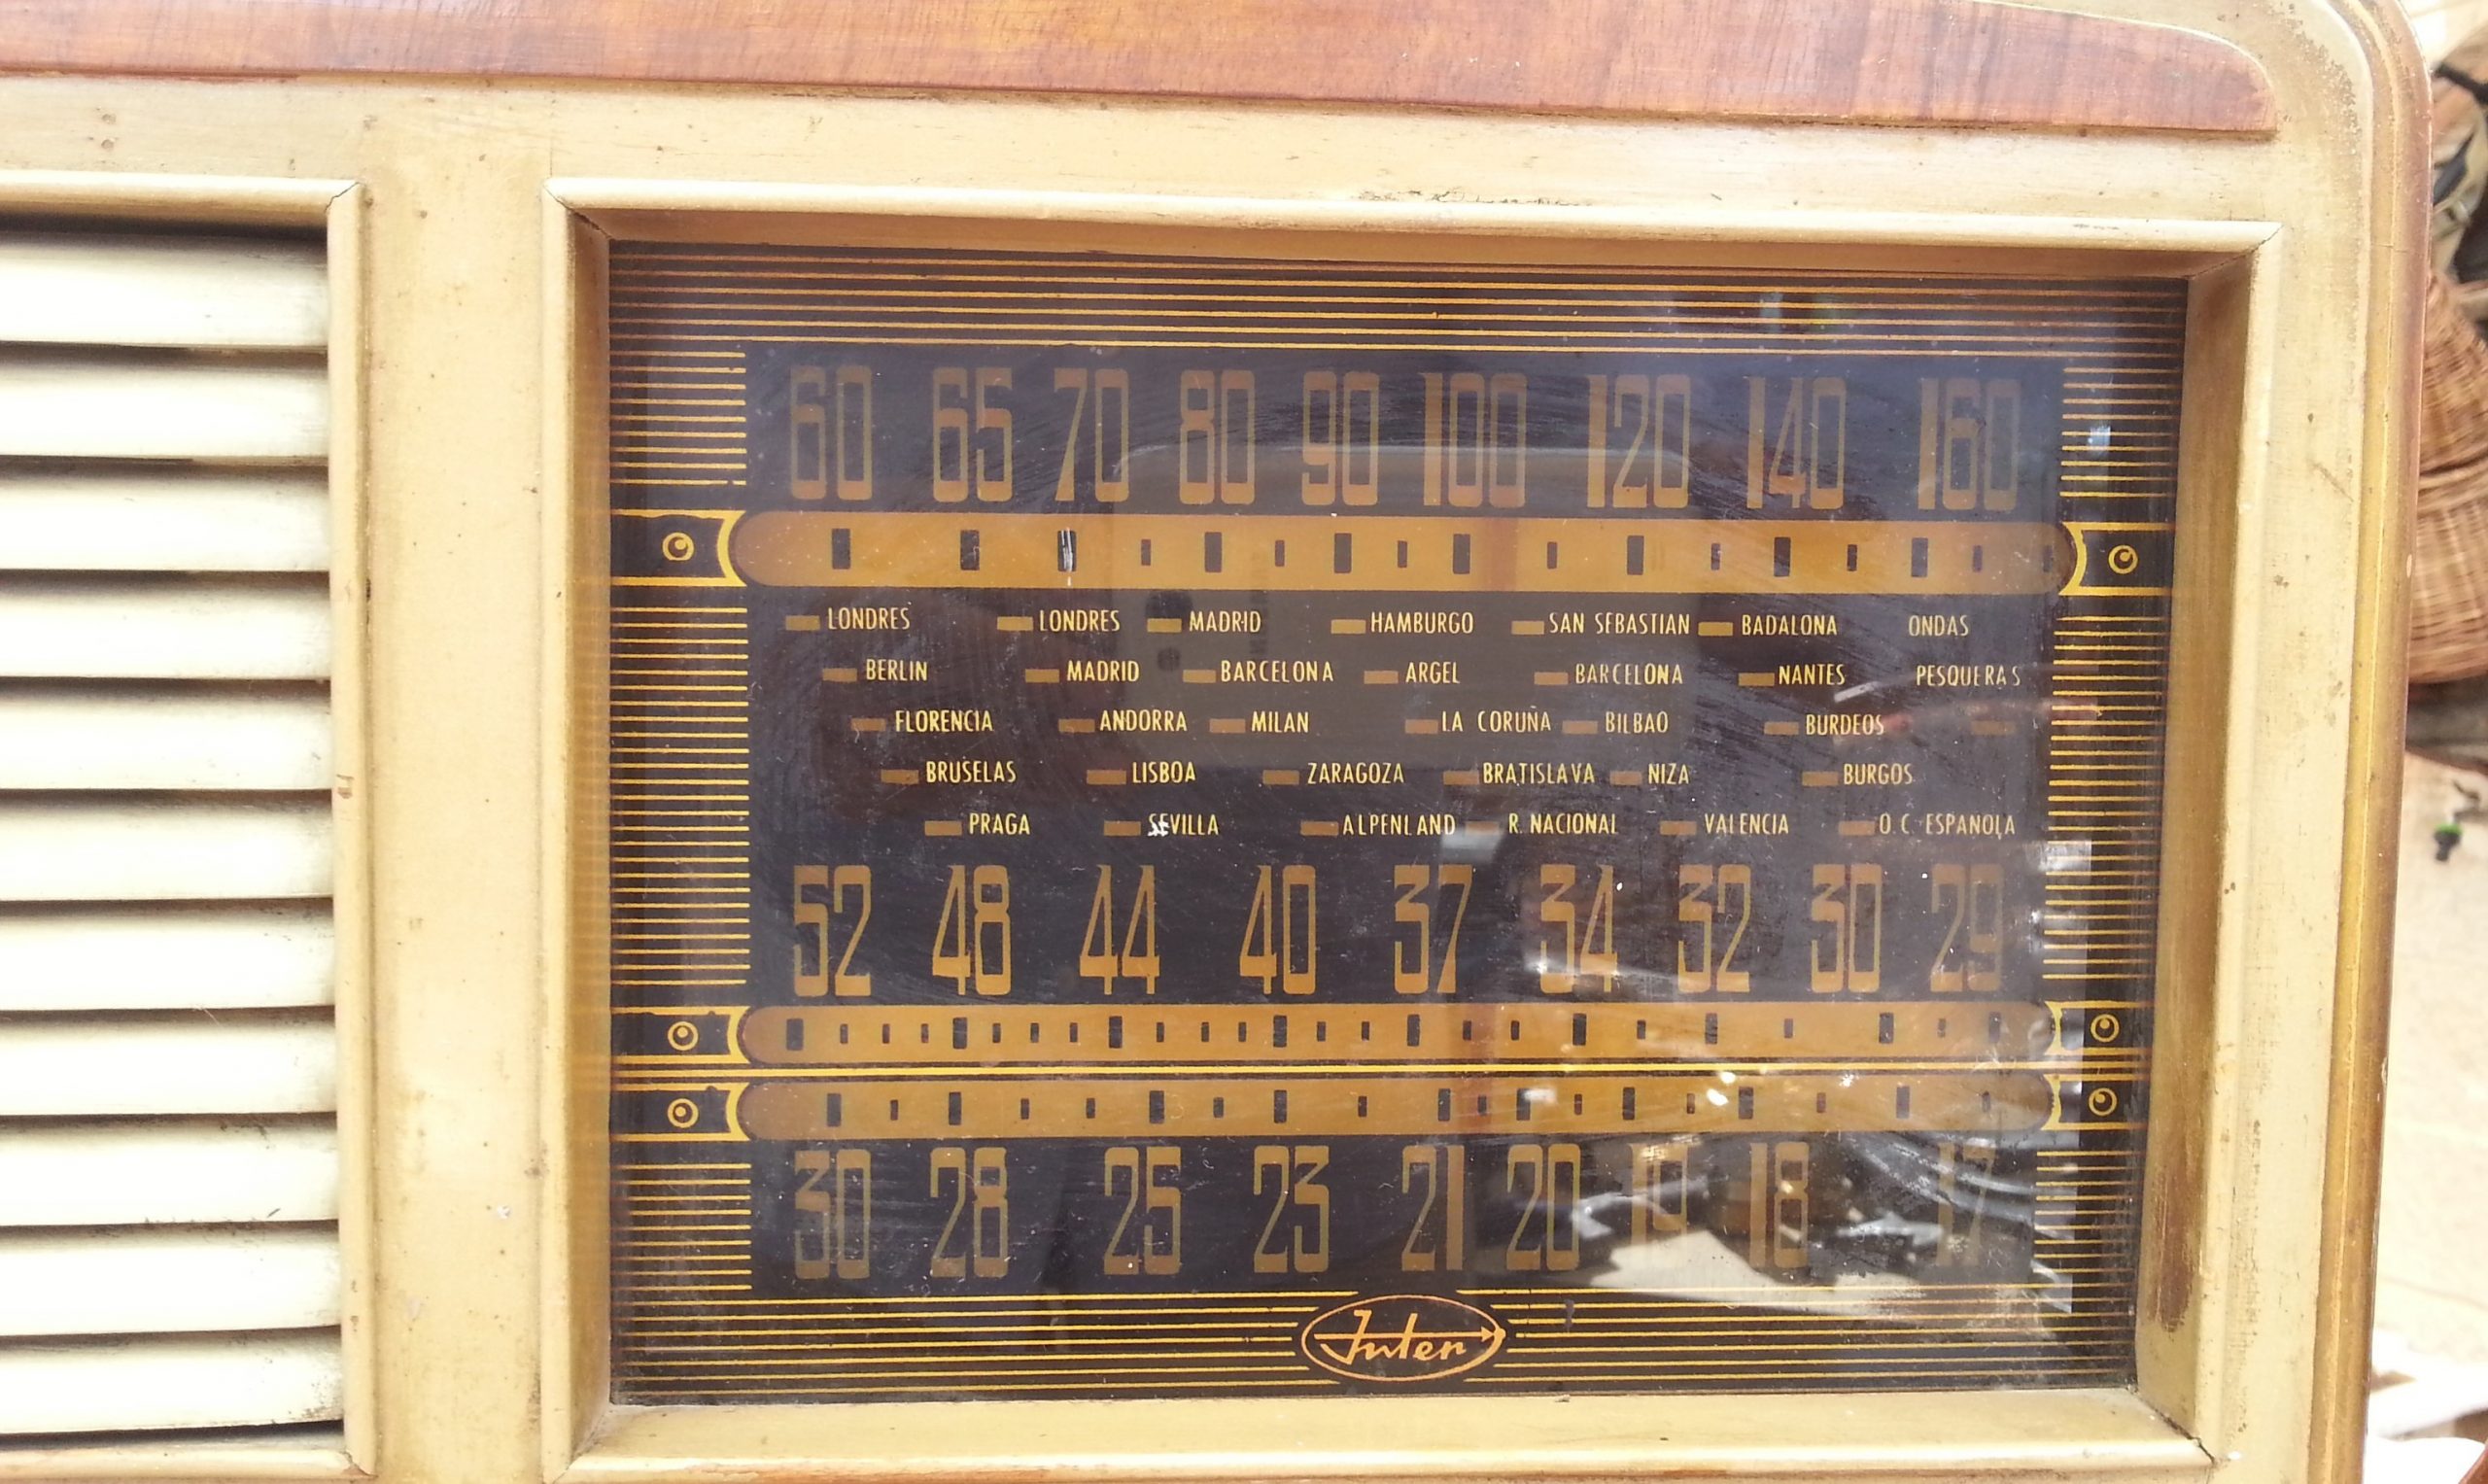 60 65 70 80 90 100 120 140 160
LONDRES LONDRES MADRID HAMBURGO SAN SEBASTIAN BADALONA ONDAS
BERLIN MADRID BARCELONA ARGEL BARCELONA NANTES PESQUERAS
FLORENCIA ANDORRA MILAN LA CORUÑA BILBAO BURDEOS
BRUSELAS LISBOA ZARAGOZA BRATISLAVA NIZA BURGOS
PRAGA SEVILLA ALPENLAND R. NACIONAL VALENCIA O.C. ESPAÑOLA
52 48 44 40 37 34 32 30 29
30 28 25 23 21 20 19 18 17
Inter